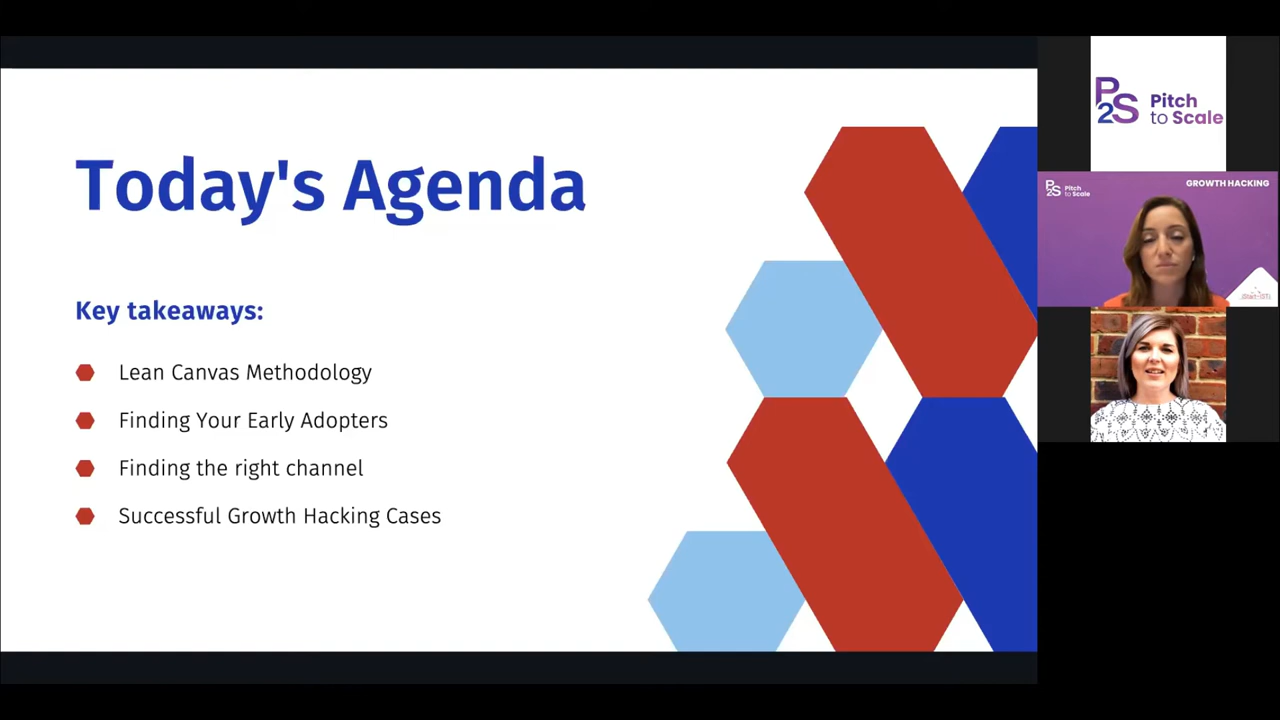 Today's Agenda
Key takeaways:
Lean Canvas Methodology
Finding Your Early Adopters
Finding the right channel
Successful Growth Hacking Cases
P2S Pitch
to Scale
P2S Pitch
to Scale
GROWTH HACKING